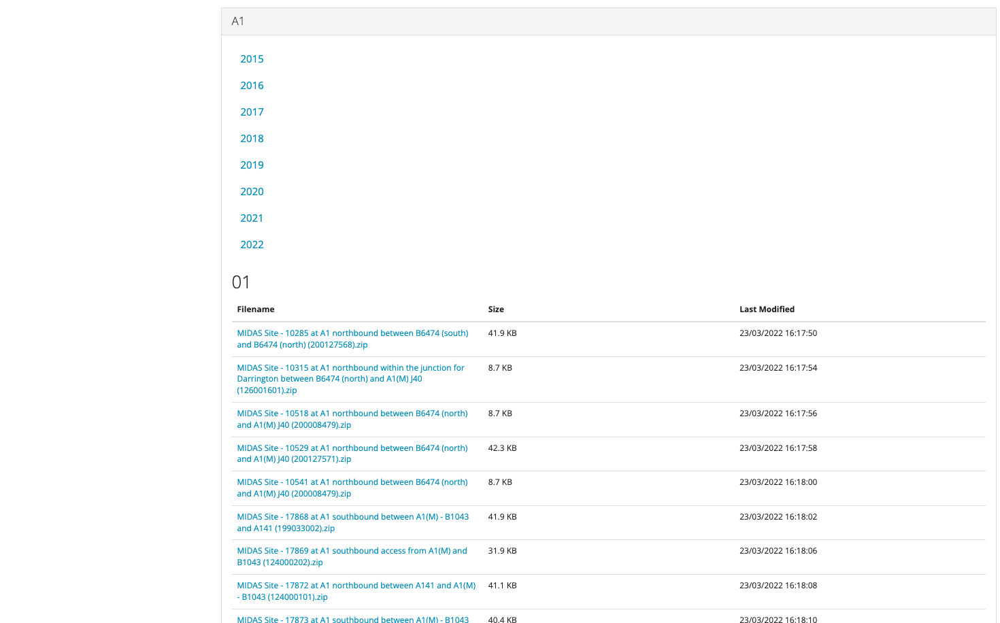 A1
2015
2016
2017
2018
2019
2020
2021
2022
01
Filename Size Last Modified
MIDAS Site - 10285 at A1 northbound between B6474 (south) 41.9 KB 23/03/2022 16:17:50
and B6474 (north) (200127568).zip
MIDAS Site - 10315 at A1 northbound within the junction for 8.7 KB 23/03/2022 16:17:54
Darrington between B6474 (north) and A1(M) J40
(126001601).zip
MIDAS Site - 10518 at A1 northbound between B6474 (north) 8.7 KB 23/03/2022 16:17:56
and A1(M) J40 (200008479).zip
MIDAS Site - 10529 at A1 northbound between B6474 (north) 42.3 KB 23/03/2022 16:17:58
and A1(M) J40 (200127571).zip
MIDAS Site - 10541 at A1 northbound between B6474 (north) 8.7 KB 23/03/2022 16:18:00
and A1(M) J40 (200008479).zip
MIDAS Site - 17868 at A1 southbound between A1(M) - B1043 41.9 KB 23/03/2022 16:18:02
and A141 (199033002).zip
MIDAS Site - 17869 at A1 southbound access from A1(M) and 31.9 KB 23/03/2022 16:18:06
B1043 (124000202).zip
MIDAS Site - 17872 at A1 northbound between A141 and A1(M) 41.1 KB 23/03/2022 16:18:08
- B1043 (124000101).zip
MIDAS Site - 17873 at A1 southbound between A1(M) - B1043 40.4 KB 23/03/2022 16:18:10